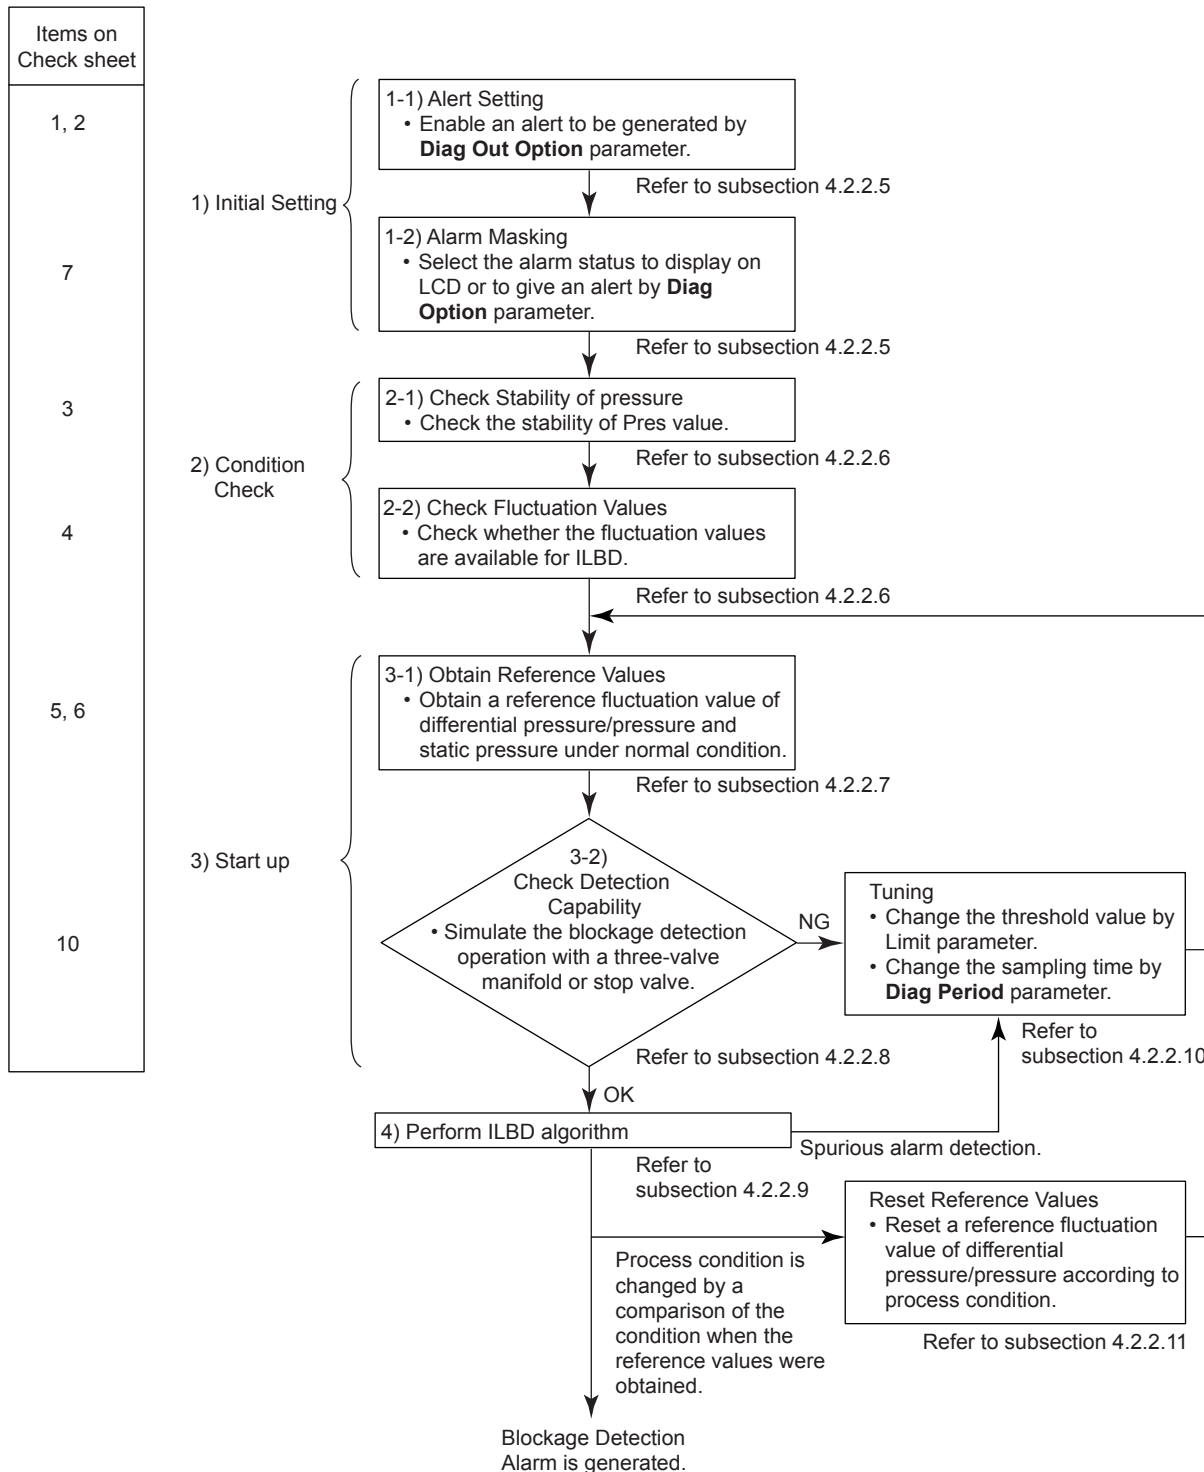 Items on
Check sheet
1, 2
7
3
4
5, 6
10
1) Initial Setting
1-1) Alert Setting
• Enable an alert to be generated by
Diag Out Option parameter.
Refer to subsection 4.2.2.5
1-2) Alarm Masking
• Select the alarm status to display on
LCD or to give an alert by Diag
Option parameter.
Refer to subsection 4.2.2.5
2) Condition
Check
2-1) Check Stability of pressure
• Check the stability of Pres value.
Refer to subsection 4.2.2.6
2-2) Check Fluctuation Values
• Check whether the fluctuation values
are available for ILBD.
Refer to subsection 4.2.2.6
3) Start up
3-1) Obtain Reference Values
• Obtain a reference fluctuation value of
differential pressure/pressure and
static pressure under normal condition.
Refer to subsection 4.2.2.7
3-2)
Check Detection
Capability
• Simulate the blockage detection
operation with a three-valve
manifold or stop valve.
Refer to subsection 4.2.2.8
NG
Tuning
• Change the threshold value by
Limit parameter.
• Change the sampling time by
Diag Period parameter.
Refer to
subsection 4.2.2.10
OK
4) Perform ILBD algorithm
Spurious alarm detection.
Refer to
subsection 4.2.2.9
Reset Reference Values
• Reset a reference fluctuation
value of differential
pressure/pressure according to
process condition.
Refer to subsection 4.2.2.11
Process condition is
changed by a
comparison of the
condition when the
reference values were
obtained.
Blockage Detection
Alarm is generated.